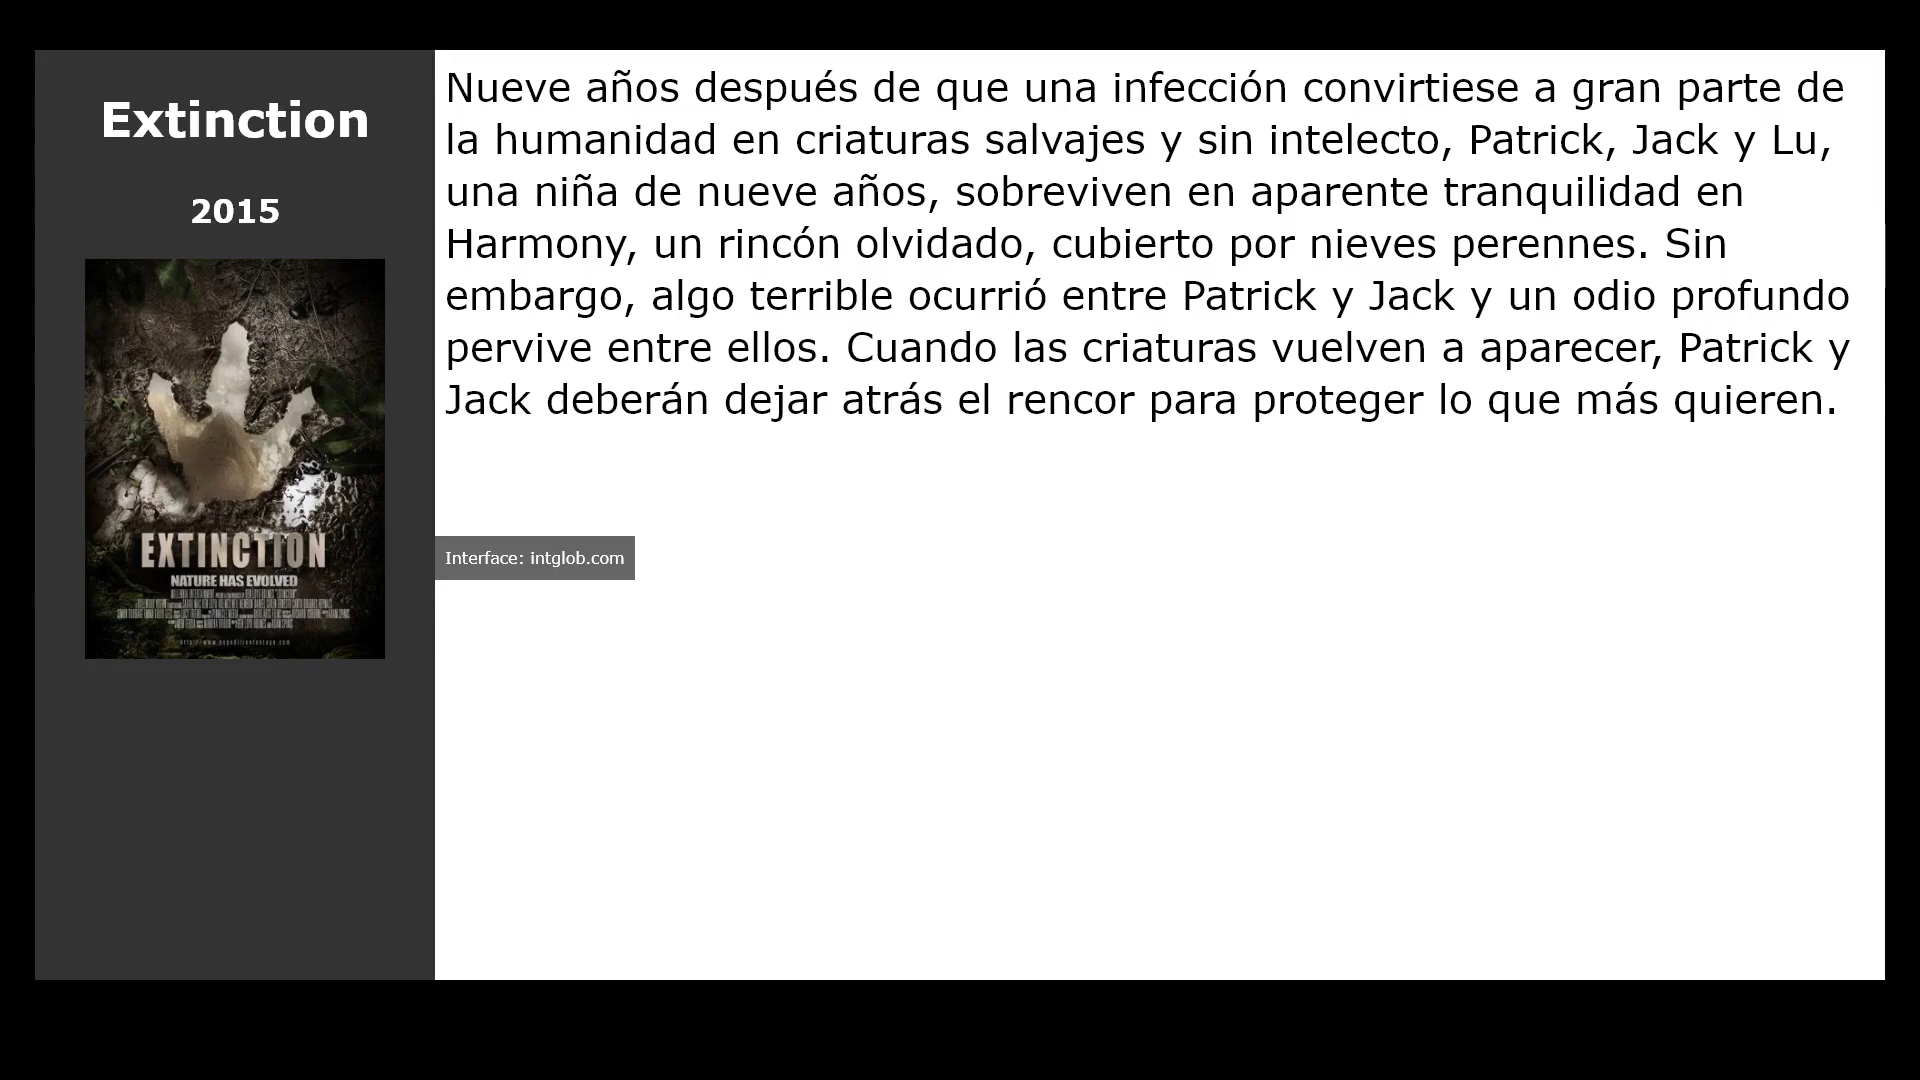 Extinction
2015
EXTINCTION
NATURE HAS EVOLVED
Nueve años después de que una infección convirtiese a gran parte de
la humanidad en criaturas salvajes y sin intelecto, Patrick, Jack y Lu,
una niña de nueve años, sobreviven en aparente tranquilidad en
Harmony, un rincón olvidado, cubierto por nieves perennes. Sin
embargo, algo terrible ocurrió entre Patrick y Jack y un odio profundo
pervive entre ellos. Cuando las criaturas vuelven a aparecer, Patrick y
Jack deberán dejar atrás el rencor para proteger lo que más quieren.
Interface: intglob.com